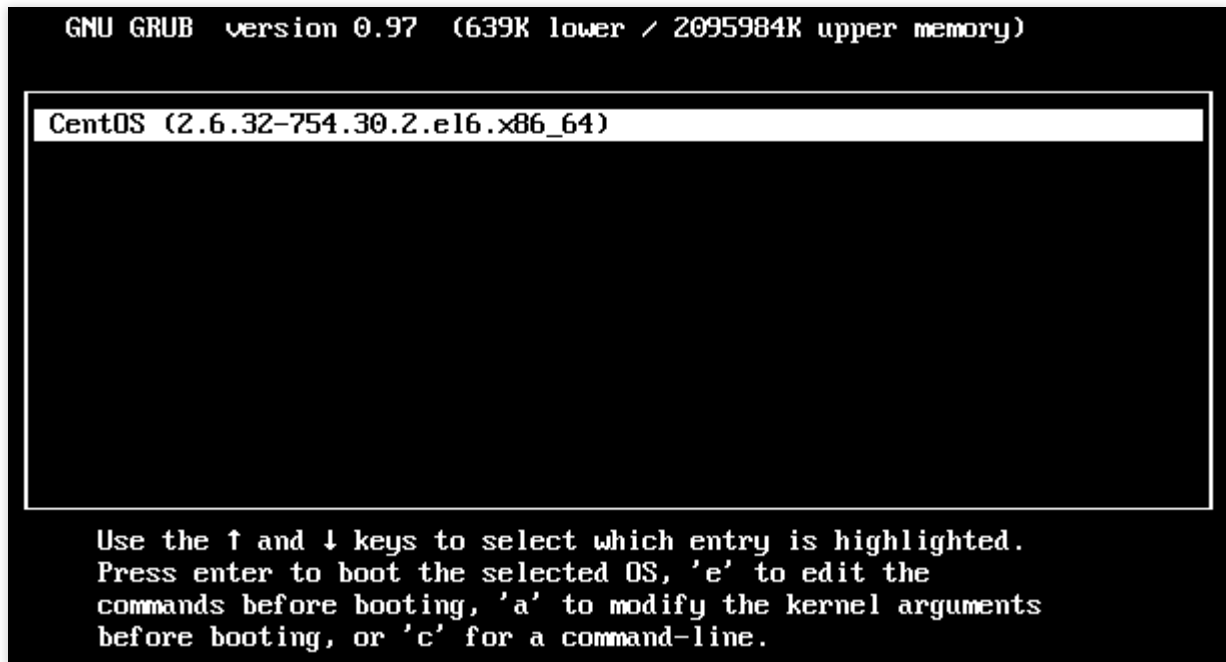 GNU GRUB  version 0.97  (639K lower / 2095984K upper memory)
CentOS (2.6.32-754.30.2.el6.x86_64)
Use the ↑ and ↓ keys to select which entry is highlighted.
Press enter to boot the selected OS, 'e' to edit the
commands before booting, 'a' to modify the kernel arguments
before booting, or 'c' for a command-line.